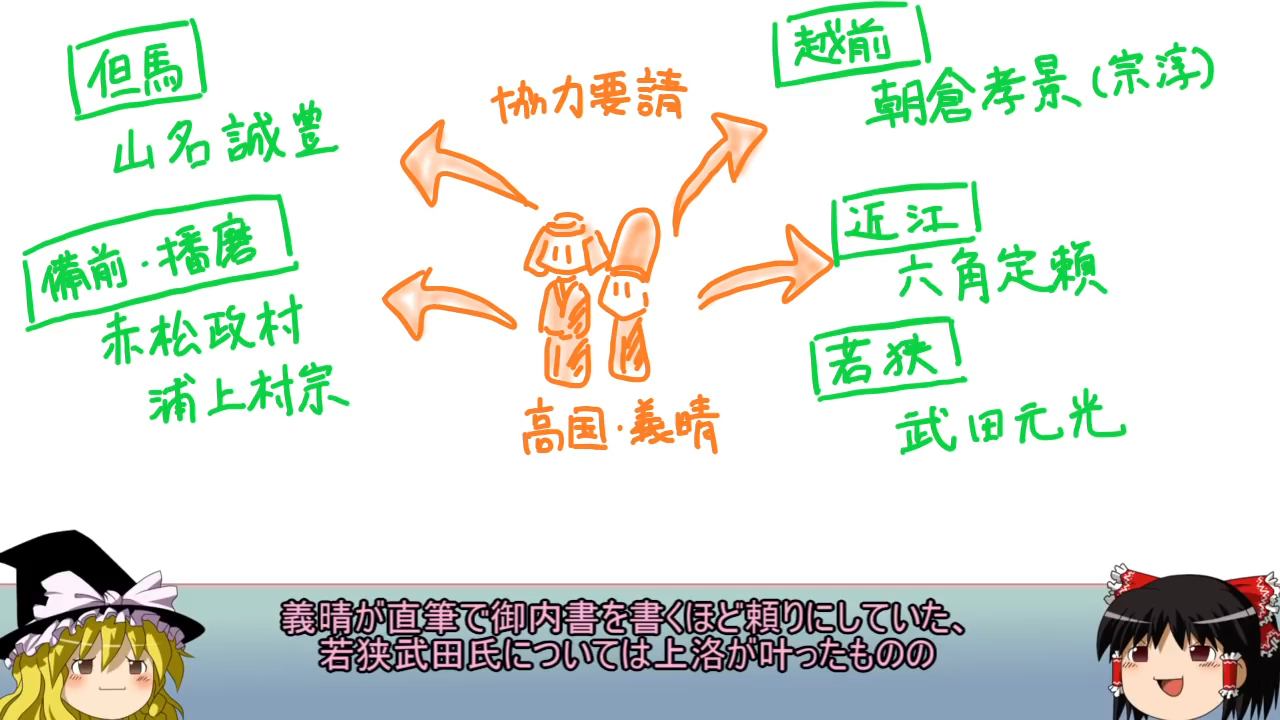 但馬
山名誠豊
備前・播磨
赤松政村
浦上村宗
協力要請
高国・義晴
越前
朝倉孝景(宗淳)
近江
六角定頼
若狭
武田元光
義晴が直筆で御内書を書くほど頼りにしていた、
若狭武田氏については上洛が叶ったものの